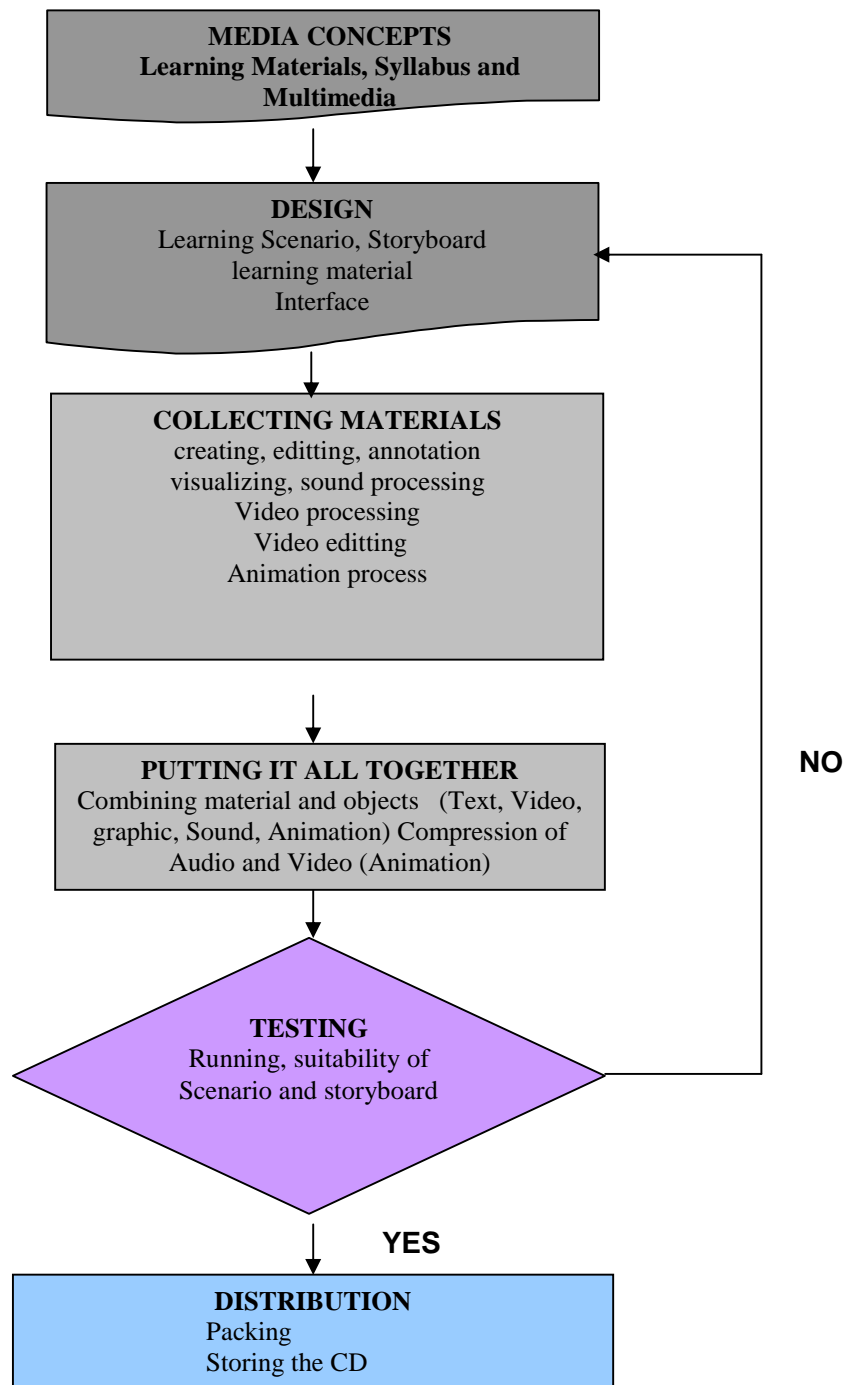 MEDIA CONCEPTS
Learning Materials, Syllabus and
Multimedia
DESIGN
Learning Scenario, Storyboard
learning material
Interface
COLLECTING MATERIALS
creating, editting, annotation
visualizing, sound processing
Video processing
Video editting
Animation process
PUTTING IT ALL TOGETHER
Combining material and objects (Text, Video,
graphic, Sound, Animation) Compression of
Audio and Video (Animation)
NO
TESTING
Running, suitability of
Scenario and storyboard
YES
DISTRIBUTION
Packing
Storing the CD